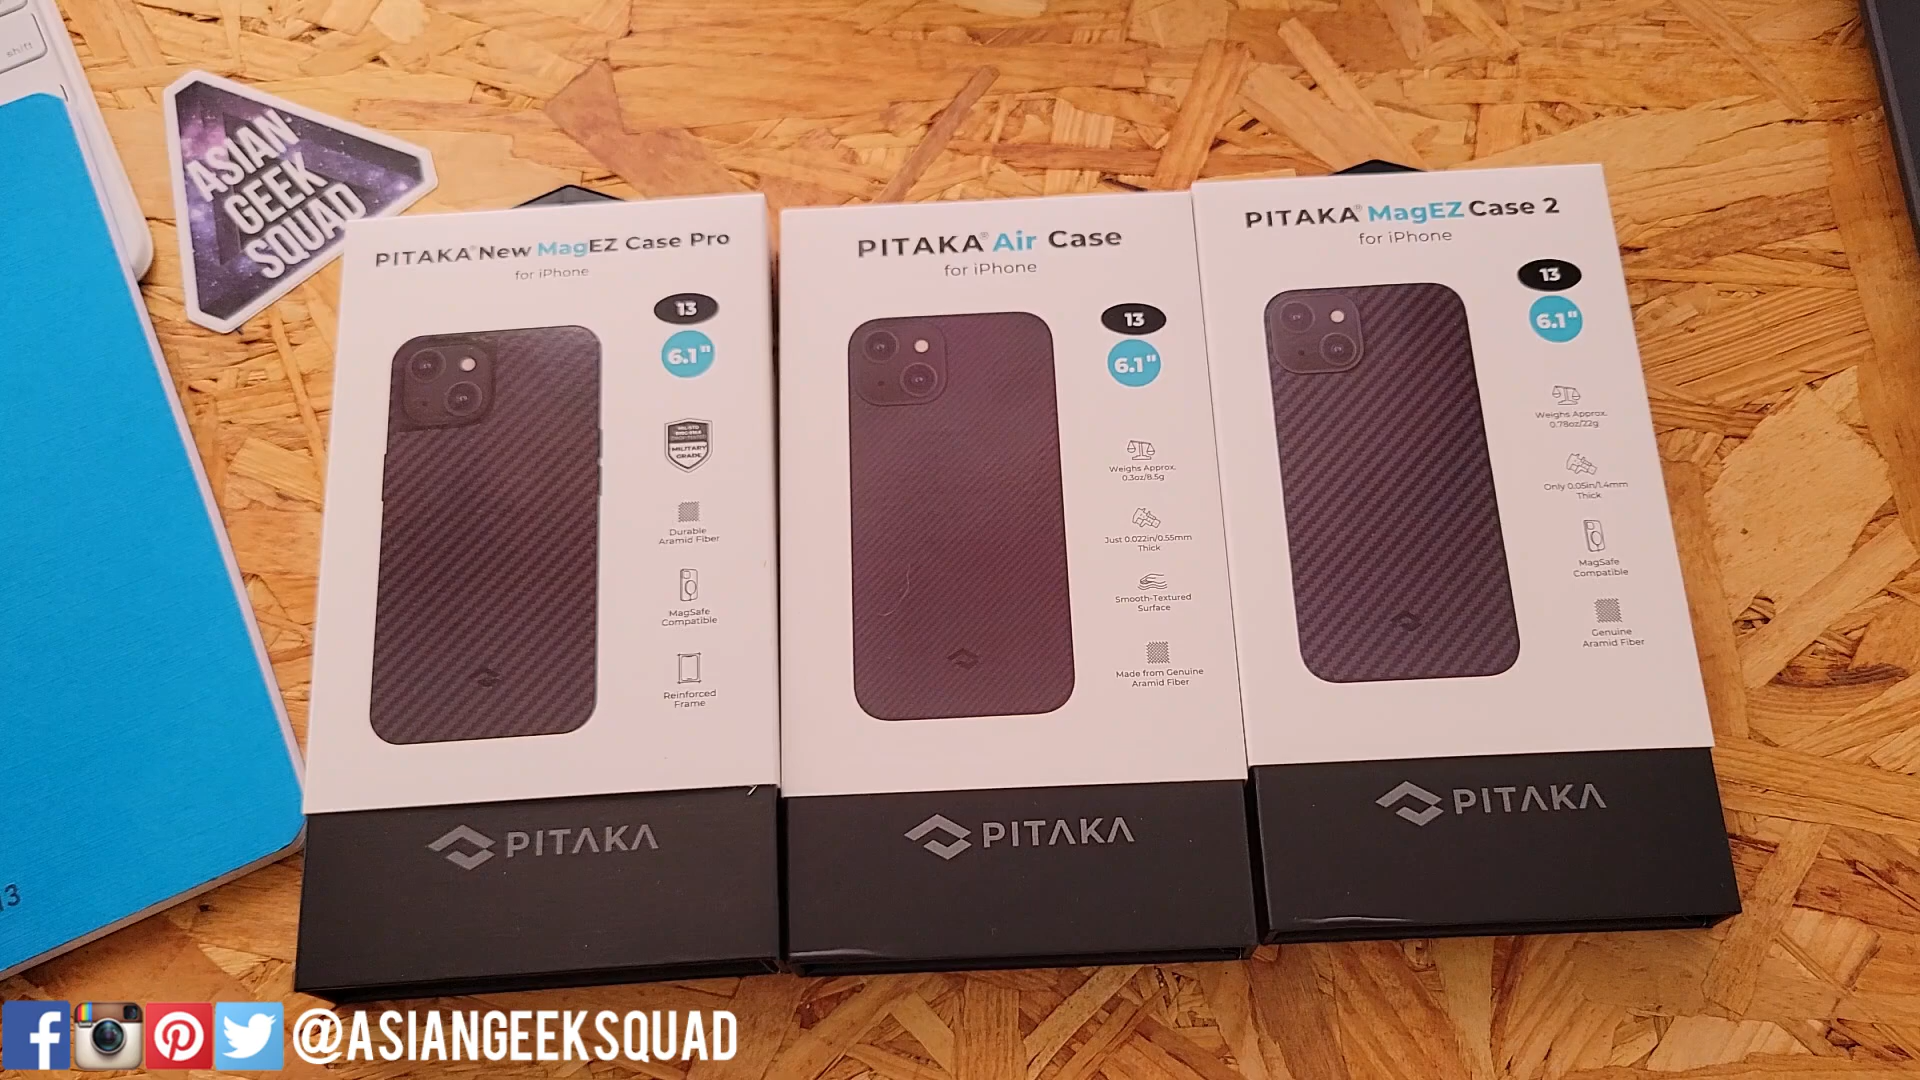 shift
ASIAN
GEEK
SQUAD
PITAKA® New MagEZ Case Pro
for iPhone
13
6.1"
MILITARY
GRADE
Durable
Aramid Fiber
MagSafe
Compatible
Reinforced
Frame
PITAKA
PITAKA® Air Case
for iPhone
13
6.1"
Weighs Approx.
0.3oz/8.5g
Just 0.022in/0.55mm
Thick
Smooth-Textured
Surface
Made from Genuine
Aramid Fiber
PITAKA
PITAKA® MagEZ Case 2
for iPhone
13
6.1"
Weighs Approx.
0.78oz/22g
Only 0.05in/1.4mm
Thick
MagSafe
Compatible
Genuine
Aramid Fiber
PITAKA
13
@ASIANGEEKSQUAD